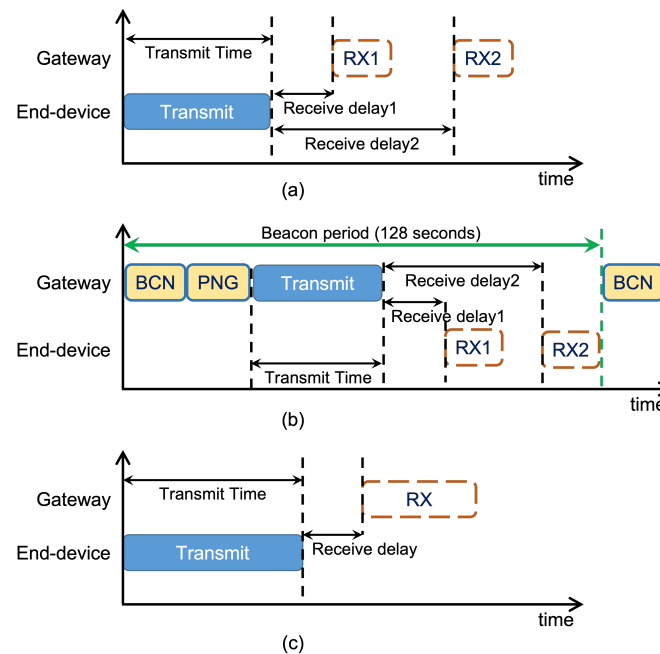 Transmit Time
Gateway
RX1
RX2
End-device
Transmit
Receive delay1
Receive delay2
time
(a)
Beacon period (128 seconds)
Gateway
BCN
PNG
Transmit
Receive delay2
BCN
Receive delay1
End-device
RX1
RX2
Transmit Time
time
(b)
Transmit Time
Gateway
RX
End-device
Transmit
Receive delay
time
(c)